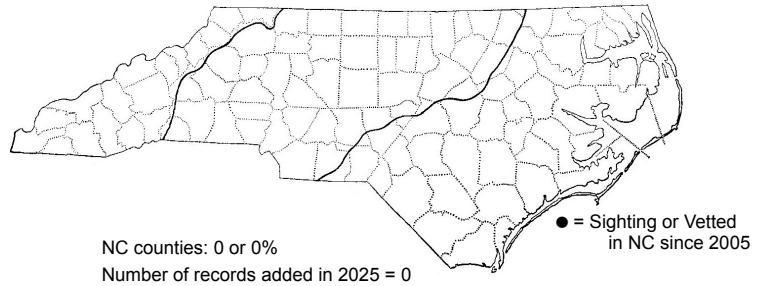 ● = Sighting or Vetted
in NC since 2005
NC counties: 0 or 0%
Number of records added in 2025 = 0